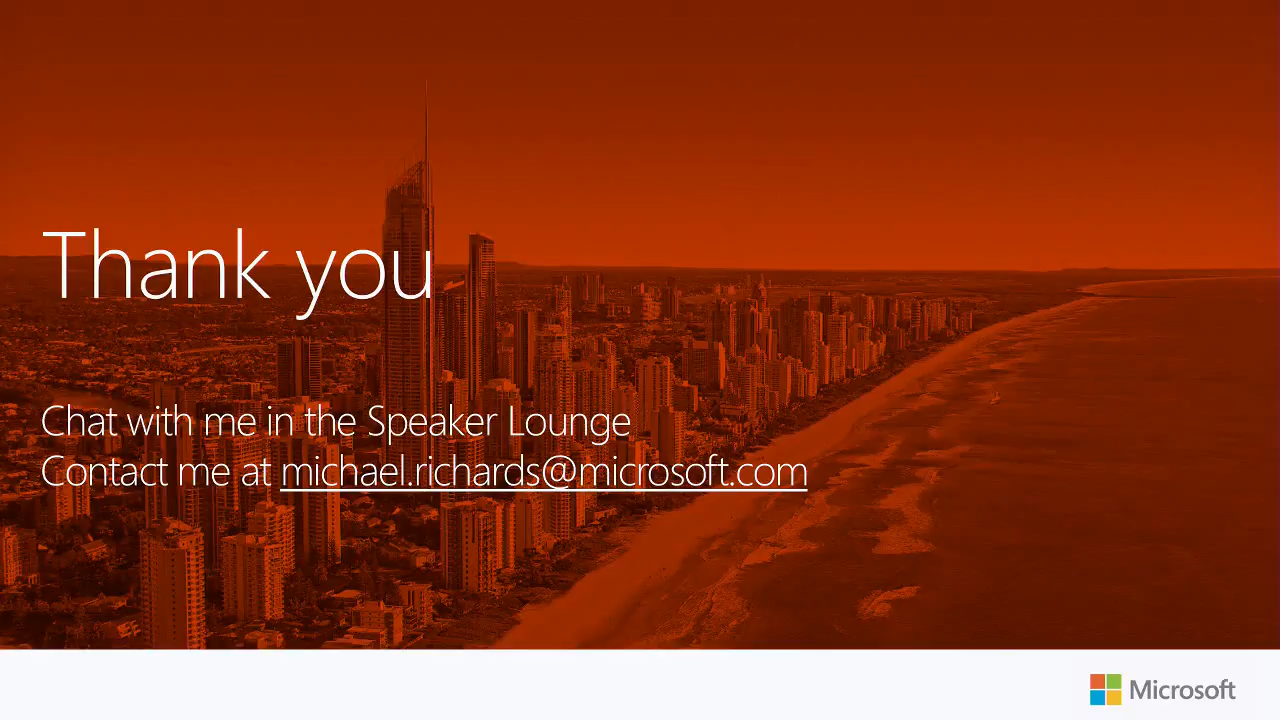 Thank you
Chat with me in the Speaker Lounge
Contact me at michael.richards@microsoft.com
Microsoft